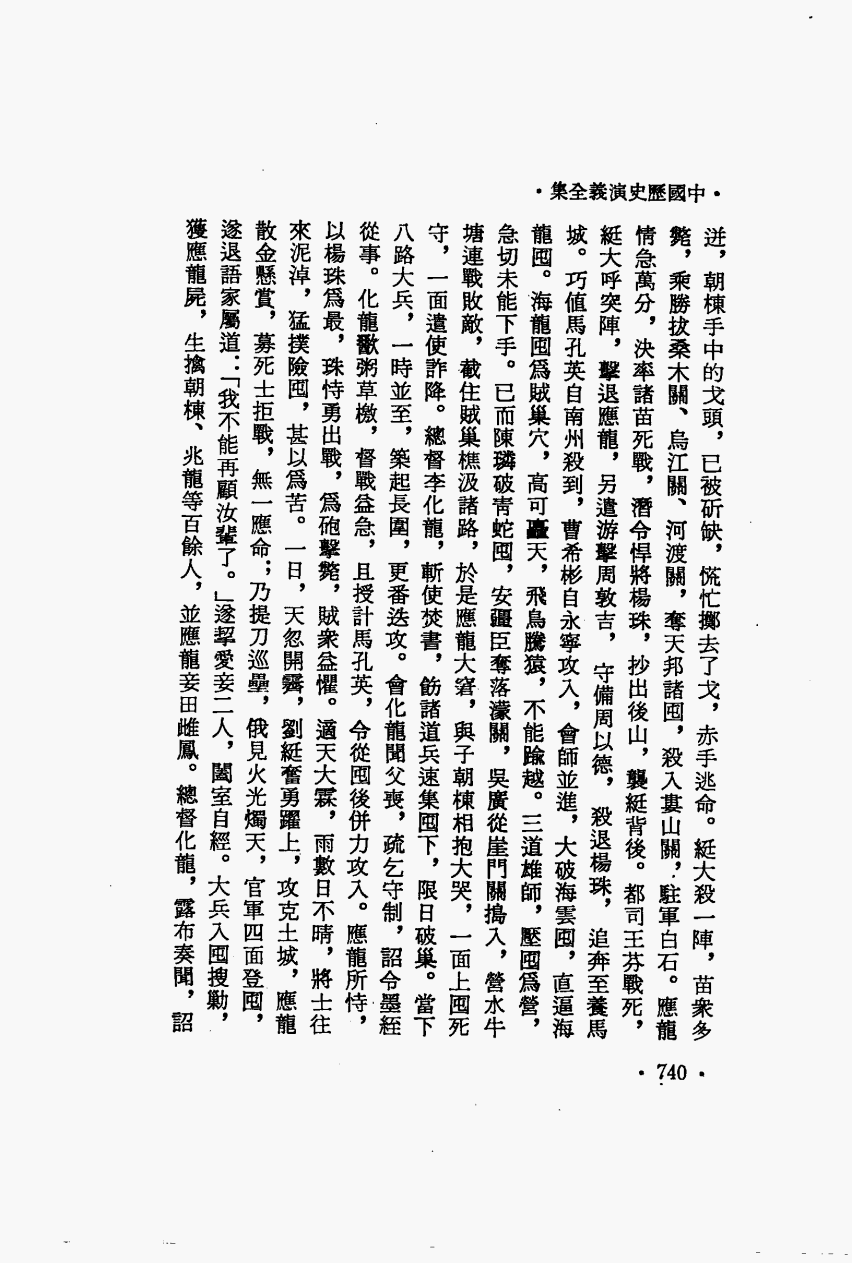 ·中國歷史演義全集·
迸，朝棟手中的戈頭，已被斫缺，慌忙擲去了戈，赤手逃命。綎大殺一陣，苗衆多
斃，乘勝拔桑木關、烏江關、河渡關，奪天邦諸囤，殺入婁山關，駐軍白石。應龍
情急萬分，決率諸苗死戰，潛令悍將楊珠，抄出後山，襲綎背後。都司王芬戰死，
綎大呼突陣，擊退應龍，另遣游擊周敦吉，守備周以德，殺退楊珠，追奔至養馬
城。巧值馬孔英自南州殺到，曹希彬自永寧攻入，會師並進，大破海雲囤，直逼海
龍囤。海龍囤爲賊巢穴，高可矗天，飛鳥騰猿，不能踰越。三道雄師，壓囤爲營，
急切未能下手。已而陳璘破青蛇囤，安疆臣奪落濛關，吳廣從崖門關搗入，營水牛
塘連戰敗敵，截住賊巢樵汲諸路，於是應龍大窘，與子朝棟相抱大哭，一面上囤死
守，一面遣使詐降。總督李化龍，斬使焚書，飭諸道兵速集囤下，限日破巢。當下
八路大兵，一時並至，築起長圍，更番迭攻。會化龍聞父喪，疏乞守制，詔令墨絰
從事。化龍歠粥草檄，督戰益急，且授計馬孔英，令從囤後併力攻入。應龍所恃，
以楊珠爲最，珠恃勇出戰，爲砲擊斃，賊衆益懼。適天大霖，雨數日不晴，將士往
來泥淖，猛撲險囤，甚以爲苦。一日，天忽開霽，劉綎奮勇躍上，攻克土城，應龍
散金懸賞，募死士拒戰，無一應命；乃提刀巡壘，俄見火光燭天，官軍四面登囤，
遂退語家屬道：「我不能再顧汝輩了。」遂挈愛妾二人，闔室自經。大兵入囤搜勦，
獲應龍屍，生擒朝棟、兆龍等百餘人，並應龍妾田雌鳳。總督化龍，露布奏聞，詔
·740·